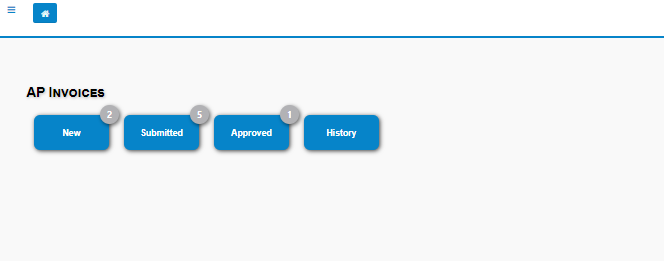 AP Invoices
2 5 1
New Submitted Approved History